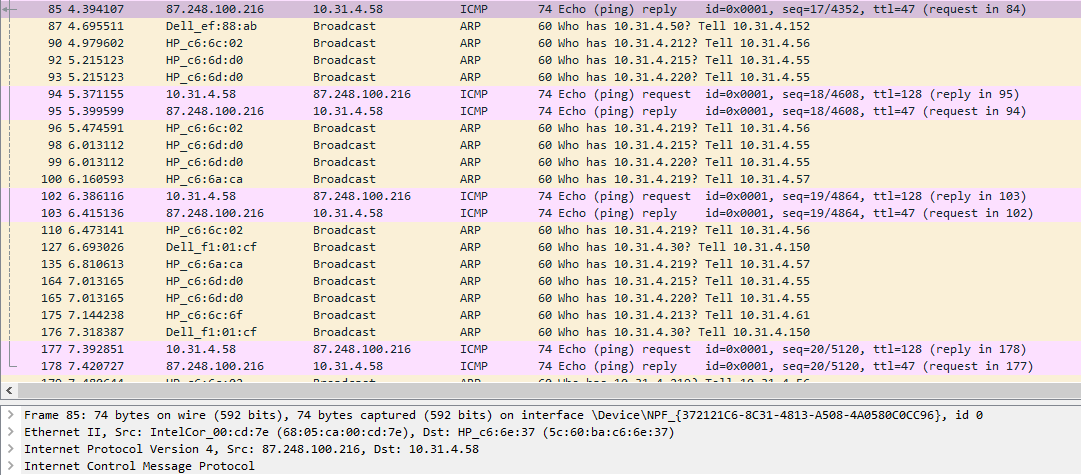 85 4.394107 87.248.100.216 10.31.4.58 ICMP 74 Echo (ping) reply id=0x0001, seq=17/4352, ttl=47 (request in 84)
87 4.695511 Dell_ef:88:ab Broadcast ARP 60 Who has 10.31.4.50? Tell 10.31.4.152
90 4.979602 HP_c6:6c:02 Broadcast ARP 60 Who has 10.31.4.212? Tell 10.31.4.56
92 5.215123 HP_c6:6d:d0 Broadcast ARP 60 Who has 10.31.4.215? Tell 10.31.4.55
93 5.215123 HP_c6:6d:d0 Broadcast ARP 60 Who has 10.31.4.220? Tell 10.31.4.55
94 5.371155 10.31.4.58 87.248.100.216 ICMP 74 Echo (ping) request id=0x0001, seq=18/4608, ttl=128 (reply in 95)
95 5.399599 87.248.100.216 10.31.4.58 ICMP 74 Echo (ping) reply id=0x0001, seq=18/4608, ttl=47 (request in 94)
96 5.474591 HP_c6:6c:02 Broadcast ARP 60 Who has 10.31.4.219? Tell 10.31.4.56
98 6.013112 HP_c6:6d:d0 Broadcast ARP 60 Who has 10.31.4.215? Tell 10.31.4.55
99 6.013112 HP_c6:6d:d0 Broadcast ARP 60 Who has 10.31.4.220? Tell 10.31.4.55
100 6.160593 HP_c6:6a:ca Broadcast ARP 60 Who has 10.31.4.219? Tell 10.31.4.57
102 6.386116 10.31.4.58 87.248.100.216 ICMP 74 Echo (ping) request id=0x0001, seq=19/4864, ttl=128 (reply in 103)
103 6.415136 87.248.100.216 10.31.4.58 ICMP 74 Echo (ping) reply id=0x0001, seq=19/4864, ttl=47 (request in 102)
110 6.473141 HP_c6:6c:02 Broadcast ARP 60 Who has 10.31.4.219? Tell 10.31.4.56
127 6.693026 Dell_f1:01:cf Broadcast ARP 60 Who has 10.31.4.30? Tell 10.31.4.150
135 6.810613 HP_c6:6a:ca Broadcast ARP 60 Who has 10.31.4.219? Tell 10.31.4.57
164 7.013165 HP_c6:6d:d0 Broadcast ARP 60 Who has 10.31.4.215? Tell 10.31.4.55
165 7.013165 HP_c6:6d:d0 Broadcast ARP 60 Who has 10.31.4.220? Tell 10.31.4.55
175 7.144238 HP_c6:6c:6f Broadcast ARP 60 Who has 10.31.4.213? Tell 10.31.4.61
176 7.318387 Dell_f1:01:cf Broadcast ARP 60 Who has 10.31.4.30? Tell 10.31.4.150
177 7.392851 10.31.4.58 87.248.100.216 ICMP 74 Echo (ping) request id=0x0001, seq=20/5120, ttl=128 (reply in 178)
178 7.420727 87.248.100.216 10.31.4.58 ICMP 74 Echo (ping) reply id=0x0001, seq=20/5120, ttl=47 (request in 177)
Frame 85: 74 bytes on wire (592 bits), 74 bytes captured (592 bits) on interface \Device\NPF_{372121C6-8C31-4813-A508-4A0580C0CC96}, id 0
Ethernet II, Src: IntelCor_00:cd:7e (68:05:ca:00:cd:7e), Dst: HP_c6:6e:37 (5c:60:ba:c6:6e:37)
Internet Protocol Version 4, Src: 87.248.100.216, Dst: 10.31.4.58
Internet Control Message Protocol